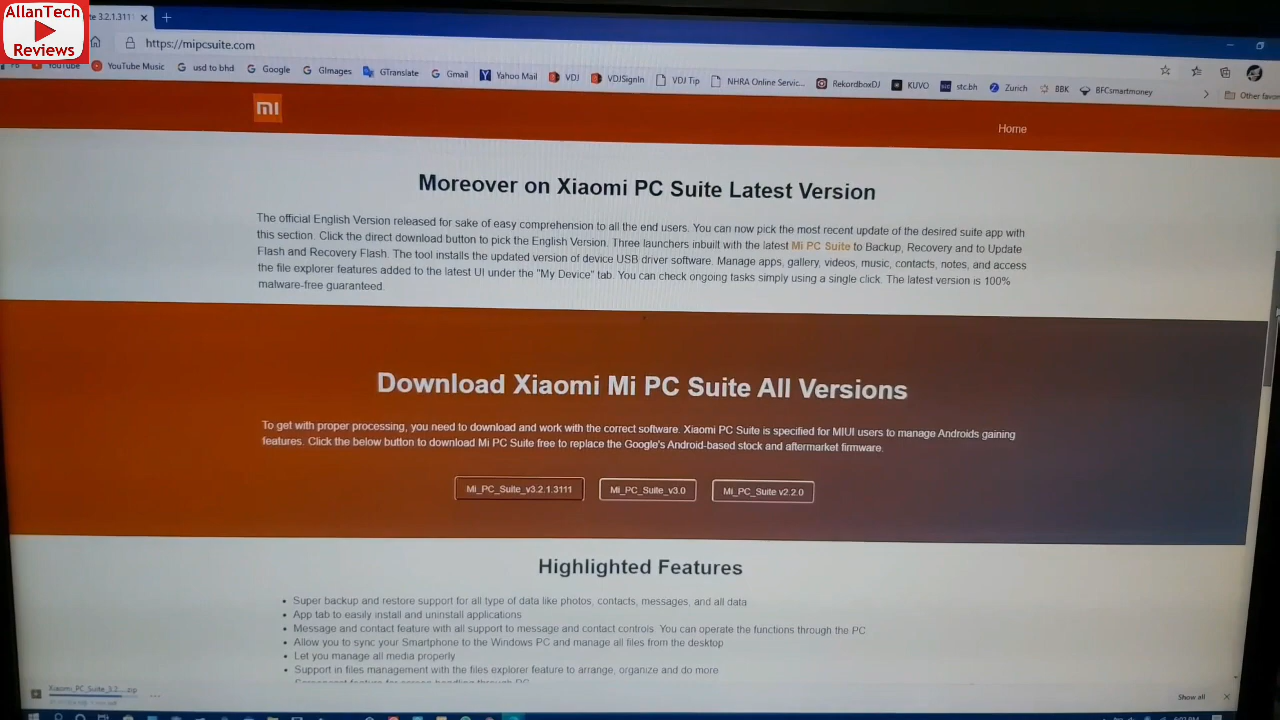 AllanTech
Reviews
3.2.1.311
https://mipcsuite.com
YouTube
YouTube Music
usd to bhd
Google
GImages
GTranslate
Gmail
Yahoo Mail
VDJ
VDJSignIn
VDJ Tip
NHRA Online Servic...
RekordboxDJ
KUVO
stc.bh
Zurich
BBK
BFCsmartmoney
Other favor
mi
Home
Moreover on Xiaomi PC Suite Latest Version
The official English Version released for sake of easy comprehension to all the end users. You can now pick the most recent update of the desired suite app with
this section. Click the direct download button to pick the English Version. Three launchers inbuilt with the latest Mi PC Suite to Backup, Recovery and to Update
Flash and Recovery Flash. The tool installs the updated version of device USB driver software. Manage apps, gallery, videos, music, contacts, notes, and access
the file explorer features added to the latest UI under the "My Device" tab. You can check ongoing tasks simply using a single click. The latest version is 100%
malware-free guaranteed.
Download Xiaomi Mi PC Suite All Versions
To get with proper processing, you need to download and work with the correct software. Xiaomi PC Suite is specified for MIUI users to manage Androids gaining
features. Click the below button to download Mi PC Suite free to replace the Google's Android-based stock and aftermarket firmware.
Mi_PC_Suite_v3.2.1.3111
Mi_PC_Suite_v3.0
Mi_PC_Suite v2.2.0
Highlighted Features
• Super backup and restore support for all type of data like photos, contacts, messages, and all data
• App tab to easily install and uninstall applications
• Message and contact feature with all support to message and contact controls. You can operate the functions through the PC
• Allow you to sync your Smartphone to the Windows PC and manage all files from the desktop
• Let you manage all media properly
• Support in files management with the files explorer feature to arrange, organize and do more
Xiaomi_PC_Suite_3.2....zip
Show all